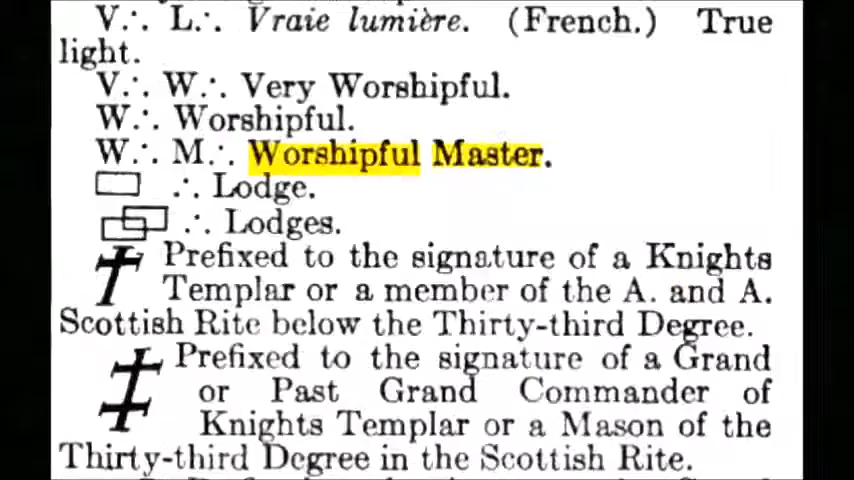 V∴ L∴ Vraie lumière. (French.) True
light.
V∴ W∴ Very Worshipful.
W∴ Worshipful.
W∴ M∴ Worshipful Master.
∴ Lodge.
∴ Lodges.
Prefixed to the signature of a Knights
Templar or a member of the A. and A.
Scottish Rite below the Thirty-third Degree.
Prefixed to the signature of a Grand
or Past Grand Commander of
Knights Templar or a Mason of the
Thirty-third Degree in the Scottish Rite.